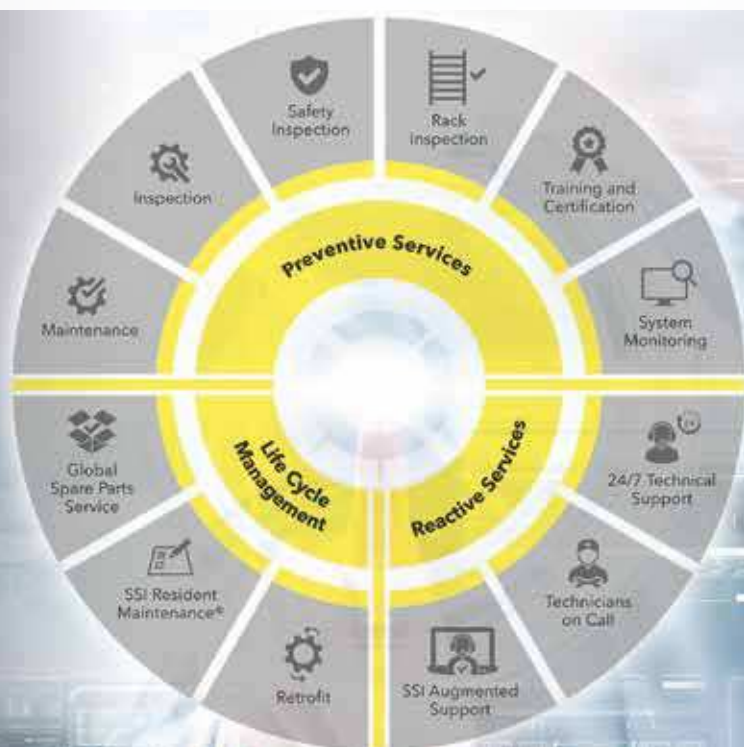 Safety
Inspection
Rack
Inspection
Inspection
Training and
Certification
Maintenance
System
Monitoring
Preventive Services
Life Cycle
Management
Reactive Services
Global
Spare Parts
Service
24/7 Technical
Support
SSI Resident
Maintenance®
Technicians
on Call
Retrofit
SSI Augmented
Support